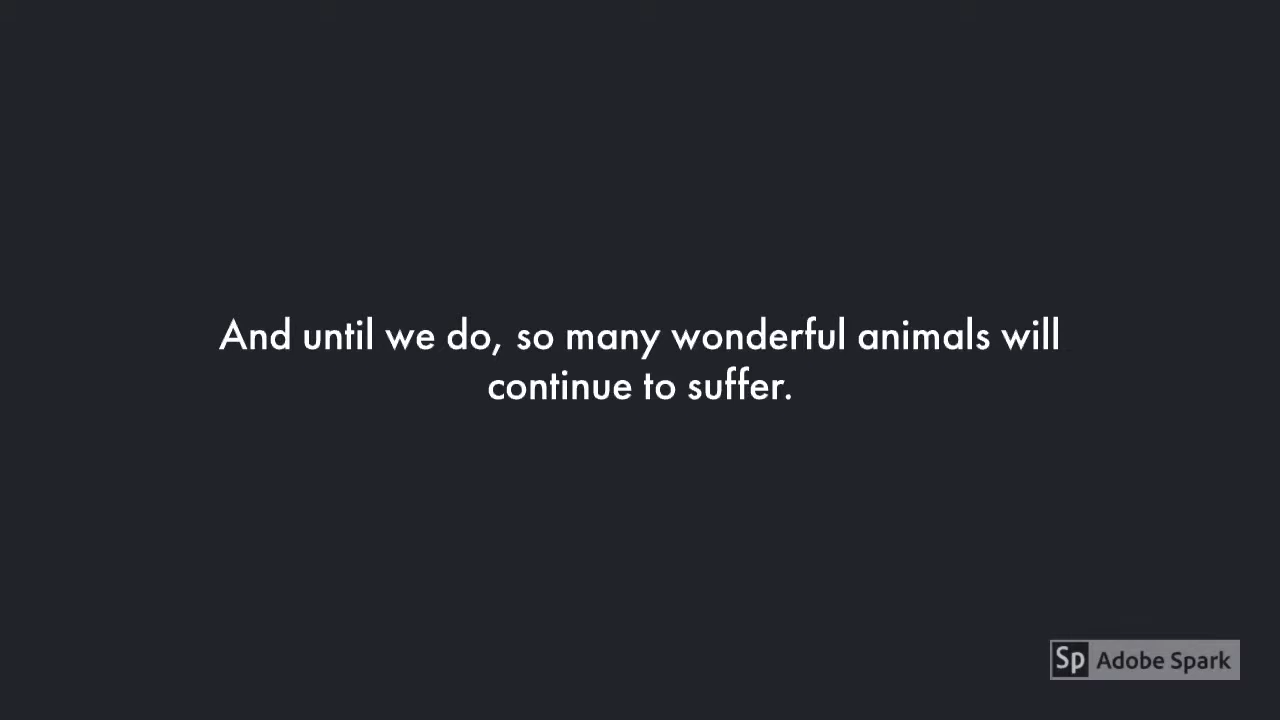 And until we do, so many wonderful animals will
continue to suffer.
Sp Adobe Spark